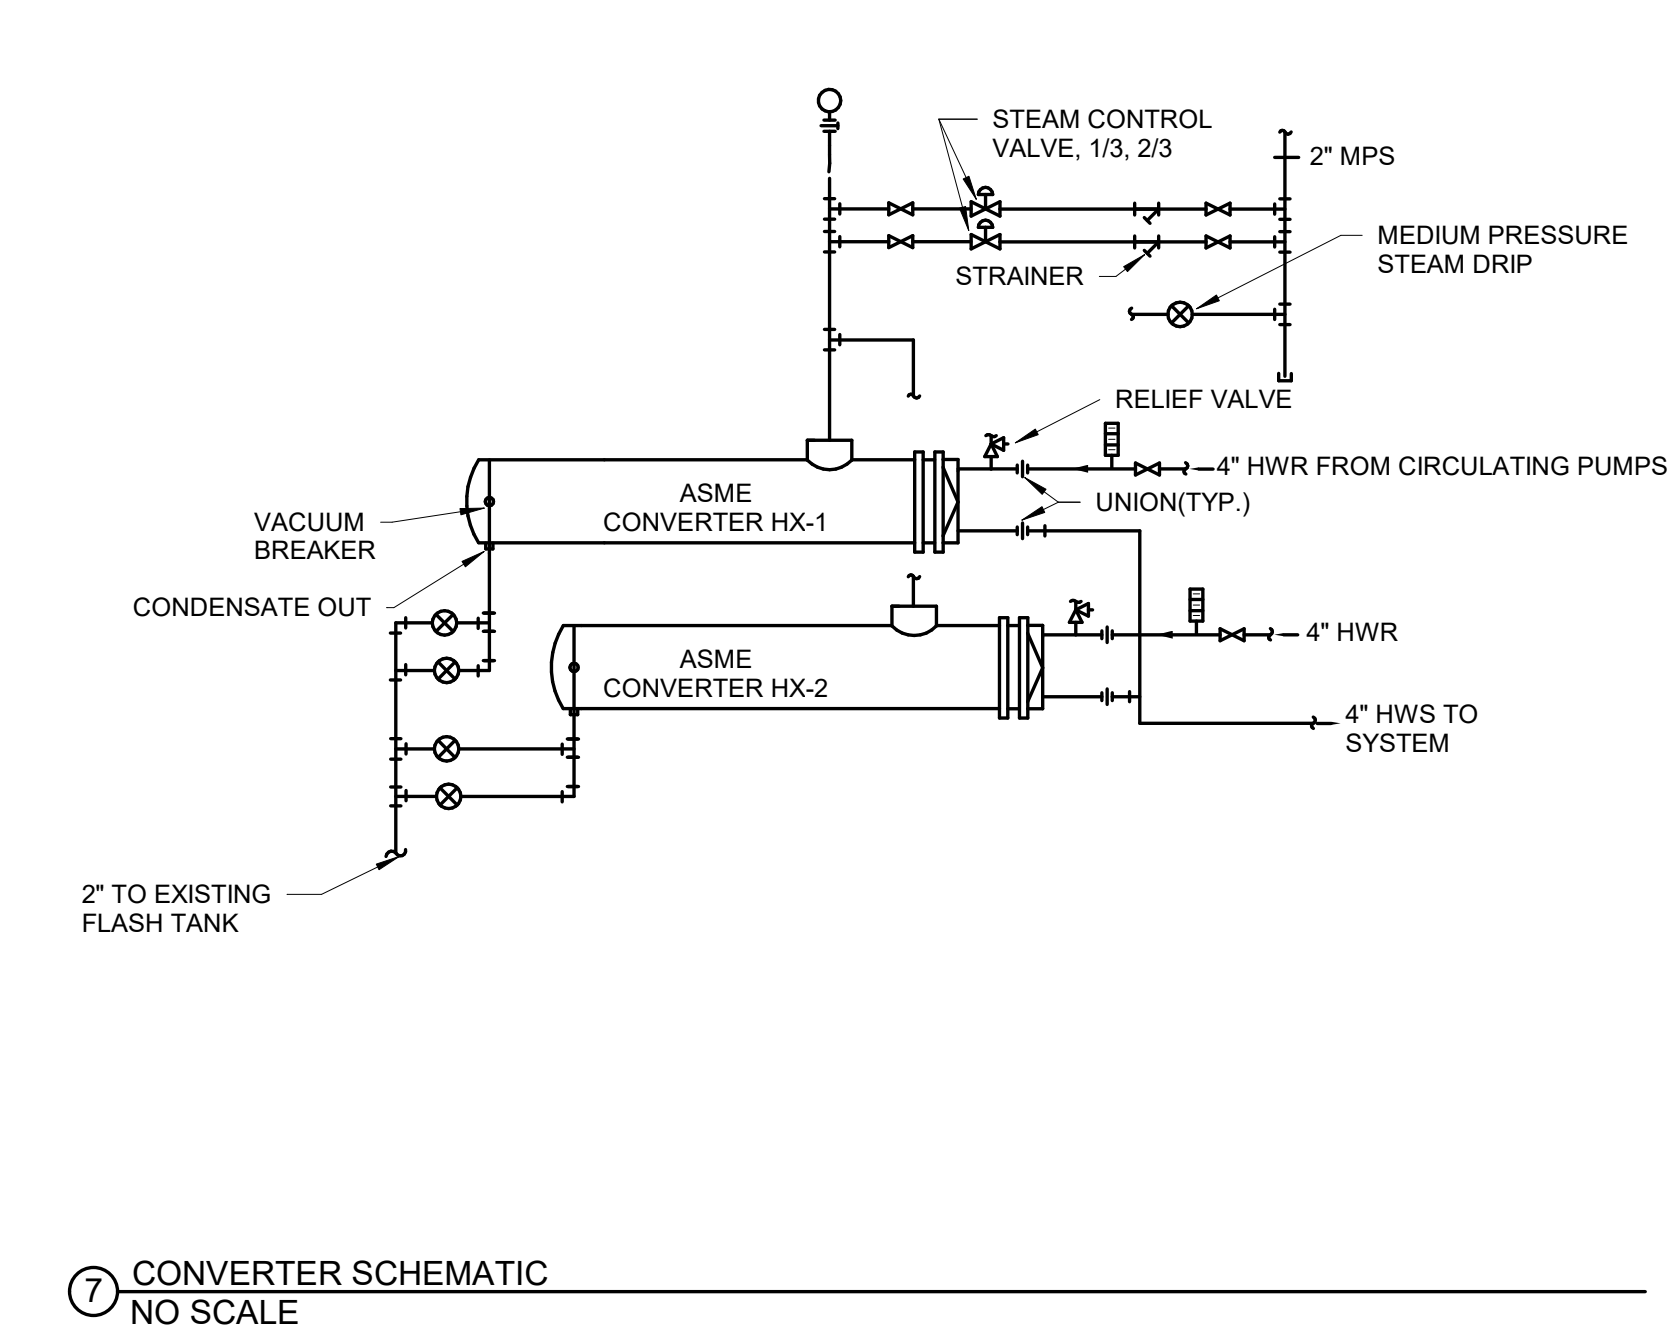 STEAM CONTROL
VALVE, 1/3, 2/3
2" MPS
MEDIUM PRESSURE
STEAM DRIP
STRAINER
RELIEF VALVE
4" HWR FROM CIRCULATING PUMPS
ASME
CONVERTER HX-1
UNION(TYP.)
VACUUM
BREAKER
CONDENSATE OUT
4" HWR
ASME
CONVERTER HX-2
4" HWS TO
SYSTEM
2" TO EXISTING
FLASH TANK
7
CONVERTER SCHEMATIC
NO SCALE